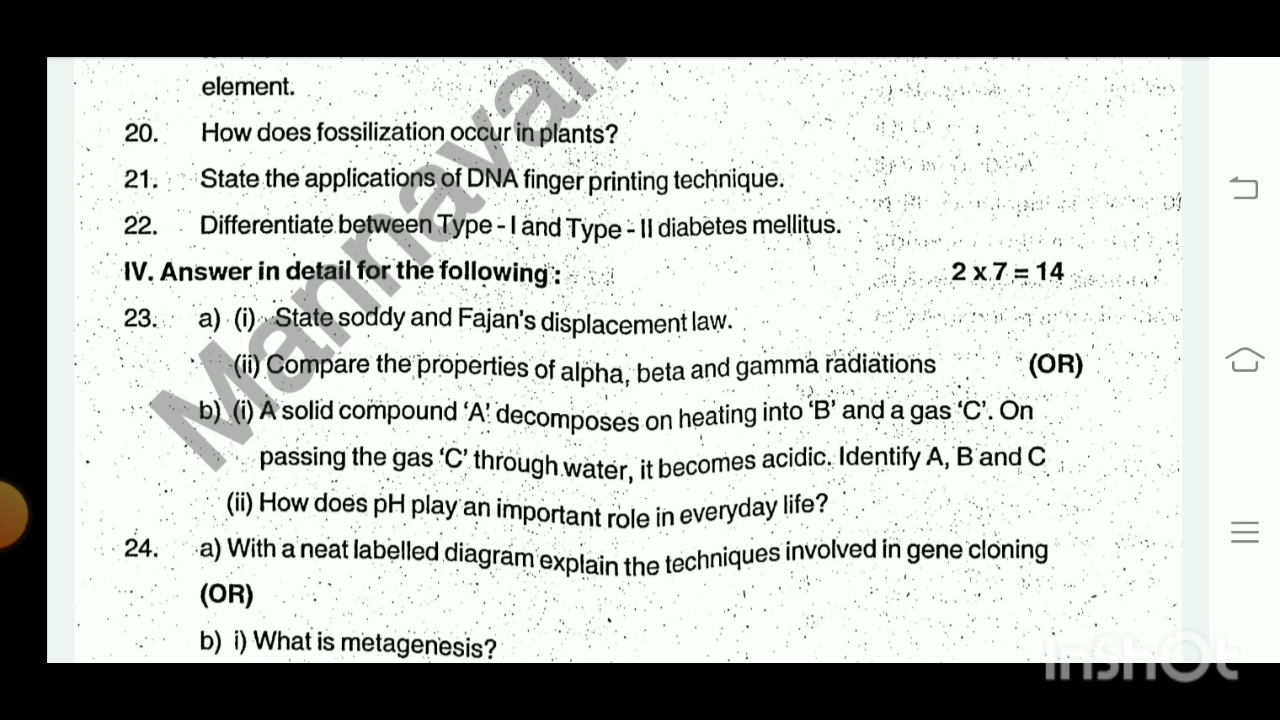 element.
20. How does fossilization occur in plants?
21. State the applications of DNA finger printing technique.
22. Differentiate between Type - I and Type - II diabetes mellitus.
IV. Answer in detail for the following : 2 x 7 = 14
23. a) (i) State soddy and Fajan's displacement law.
(ii) Compare the properties of alpha, beta and gamma radiations (OR)
b) (i) A solid compound 'A' decomposes on heating into 'B' and a gas 'C'. On
passing the gas 'C' through water, it becomes acidic. Identify A, B and C
(ii) How does pH play an important role in everyday life?
24. a) With a neat labelled diagram explain the techniques involved in gene cloning
(OR)
b) i) What is metagenesis?
InShOt